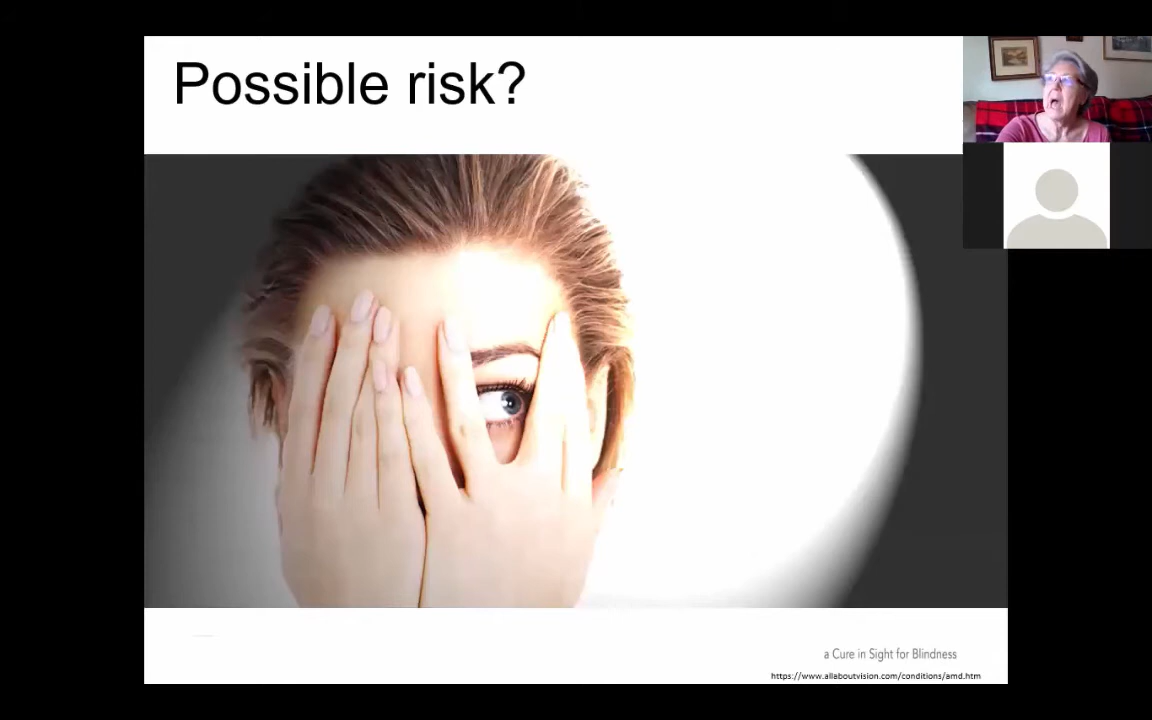 Possible risk?
a Cure in Sight for Blindness
https://www.allaboutvision.com/conditions/amd.htm